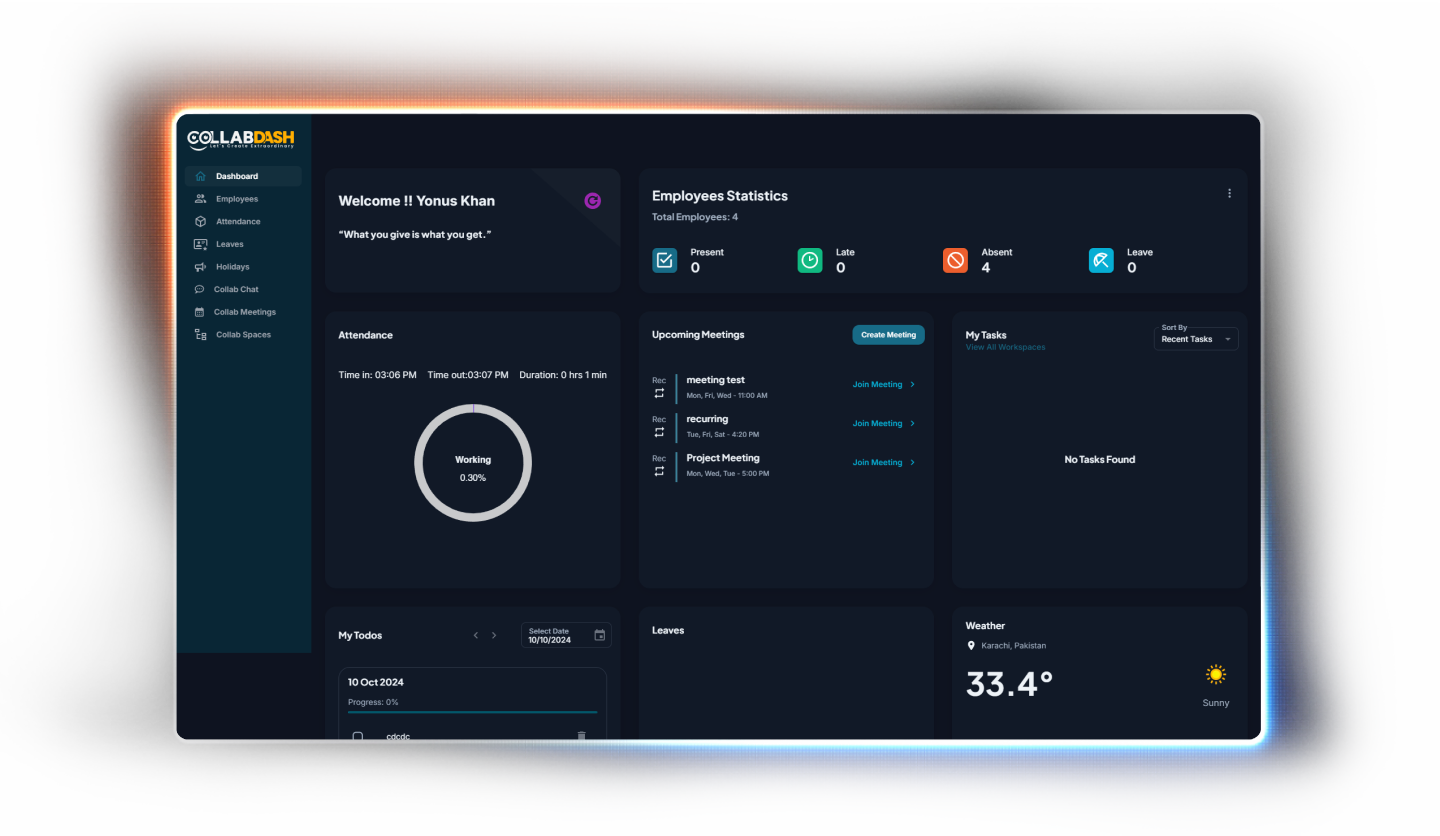 COLLABDASH
Let's Create Extraordinary
Dashboard
Employees
Attendance
Leaves
Holidays
Collab Chat
Collab Meetings
Collab Spaces
Welcome !! Yonus Khan
“What you give is what you get.”
Employees Statistics
Total Employees: 4
Present
0
Late
0
Absent
4
Leave
0
Attendance
Time in: 03:06 PM Time out:03:07 PM Duration: 0 hrs 1 min
Working
0.30%
Upcoming Meetings
Create Meeting
Rec
meeting test
Mon, Fri, Wed - 11:00 AM
Join Meeting
Rec
recurring
Tue, Fri, Sat - 4:20 PM
Join Meeting
Rec
Project Meeting
Mon, Wed, Tue - 5:00 PM
Join Meeting
My Tasks
View All Workspaces
Sort By
Recent Tasks
No Tasks Found
My Todos
Select Date
10/10/2024
10 Oct 2024
Progress: 0%
cdcdc
Leaves
Weather
Karachi, Pakistan
33.4°
Sunny